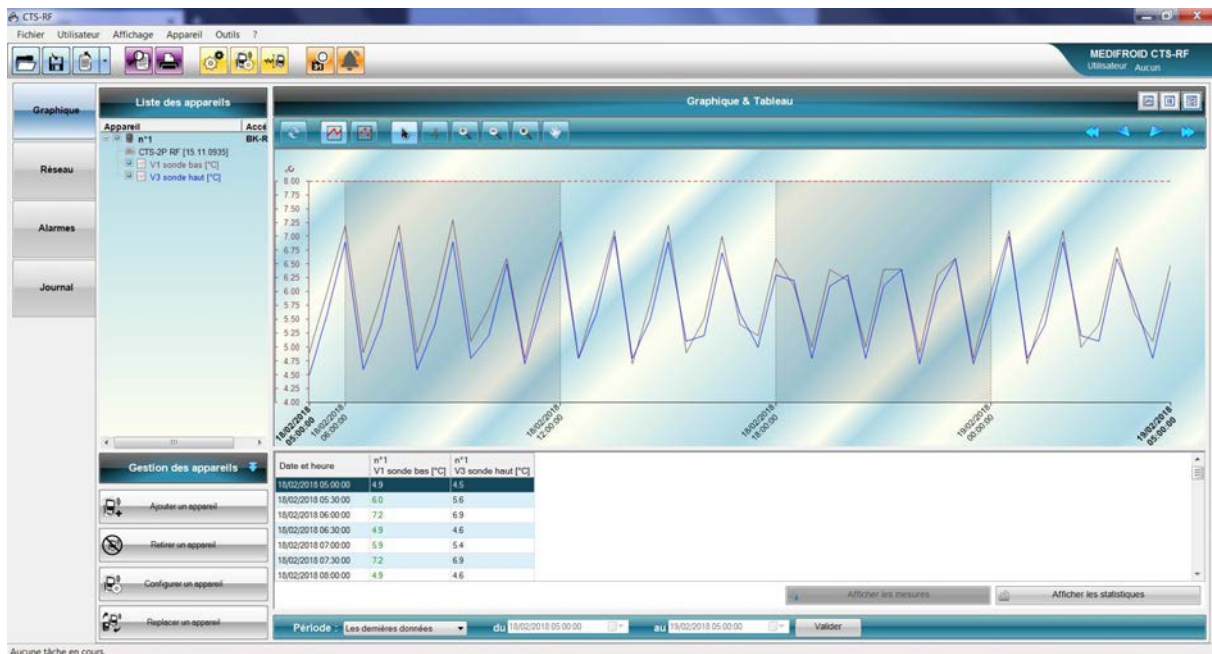 CTS-RF
Fichier Utilisateur Affichage Appareil Outils ?
MEDIFROID CTS-RF
Utilisateur Aucun
Graphique
Réseau
Alarmes
Journal
Liste des appareils
Appareil Accè
n°1 BK-R
CTS-2P RF [15.11.0935]
V1 sonde bas [°C]
V3 sonde haut [°C]
Graphique & Tableau
°C
8.00
7.75
7.50
7.25
7.00
6.75
6.50
6.25
6.00
5.75
5.50
5.25
5.00
4.75
4.50
4.25
4.00
18/02/2018 05:00:00
18/02/2018 06:00:00
18/02/2018 12:00:00
18/02/2018 18:00:00
19/02/2018 00:00:00
19/02/2018 05:00:00
Gestion des appareils
Ajouter un appareil
Retirer un appareil
Configurer un appareil
Replacer un appareil
Date et heure n°1 V1 sonde bas [°C] n°1 V3 sonde haut [°C]
18/02/2018 05:00:00 4.9 4.5
18/02/2018 05:30:00 6.0 5.6
18/02/2018 06:00:00 7.2 6.9
18/02/2018 06:30:00 4.9 4.6
18/02/2018 07:00:00 5.9 5.4
18/02/2018 07:30:00 7.2 6.9
18/02/2018 08:00:00 4.9 4.6
Afficher les mesures
Afficher les statistiques
Période : Les dernières données du 18/02/2018 05:00:00 au 19/02/2018 05:00:00 Valider
Aucune tâche en cours.